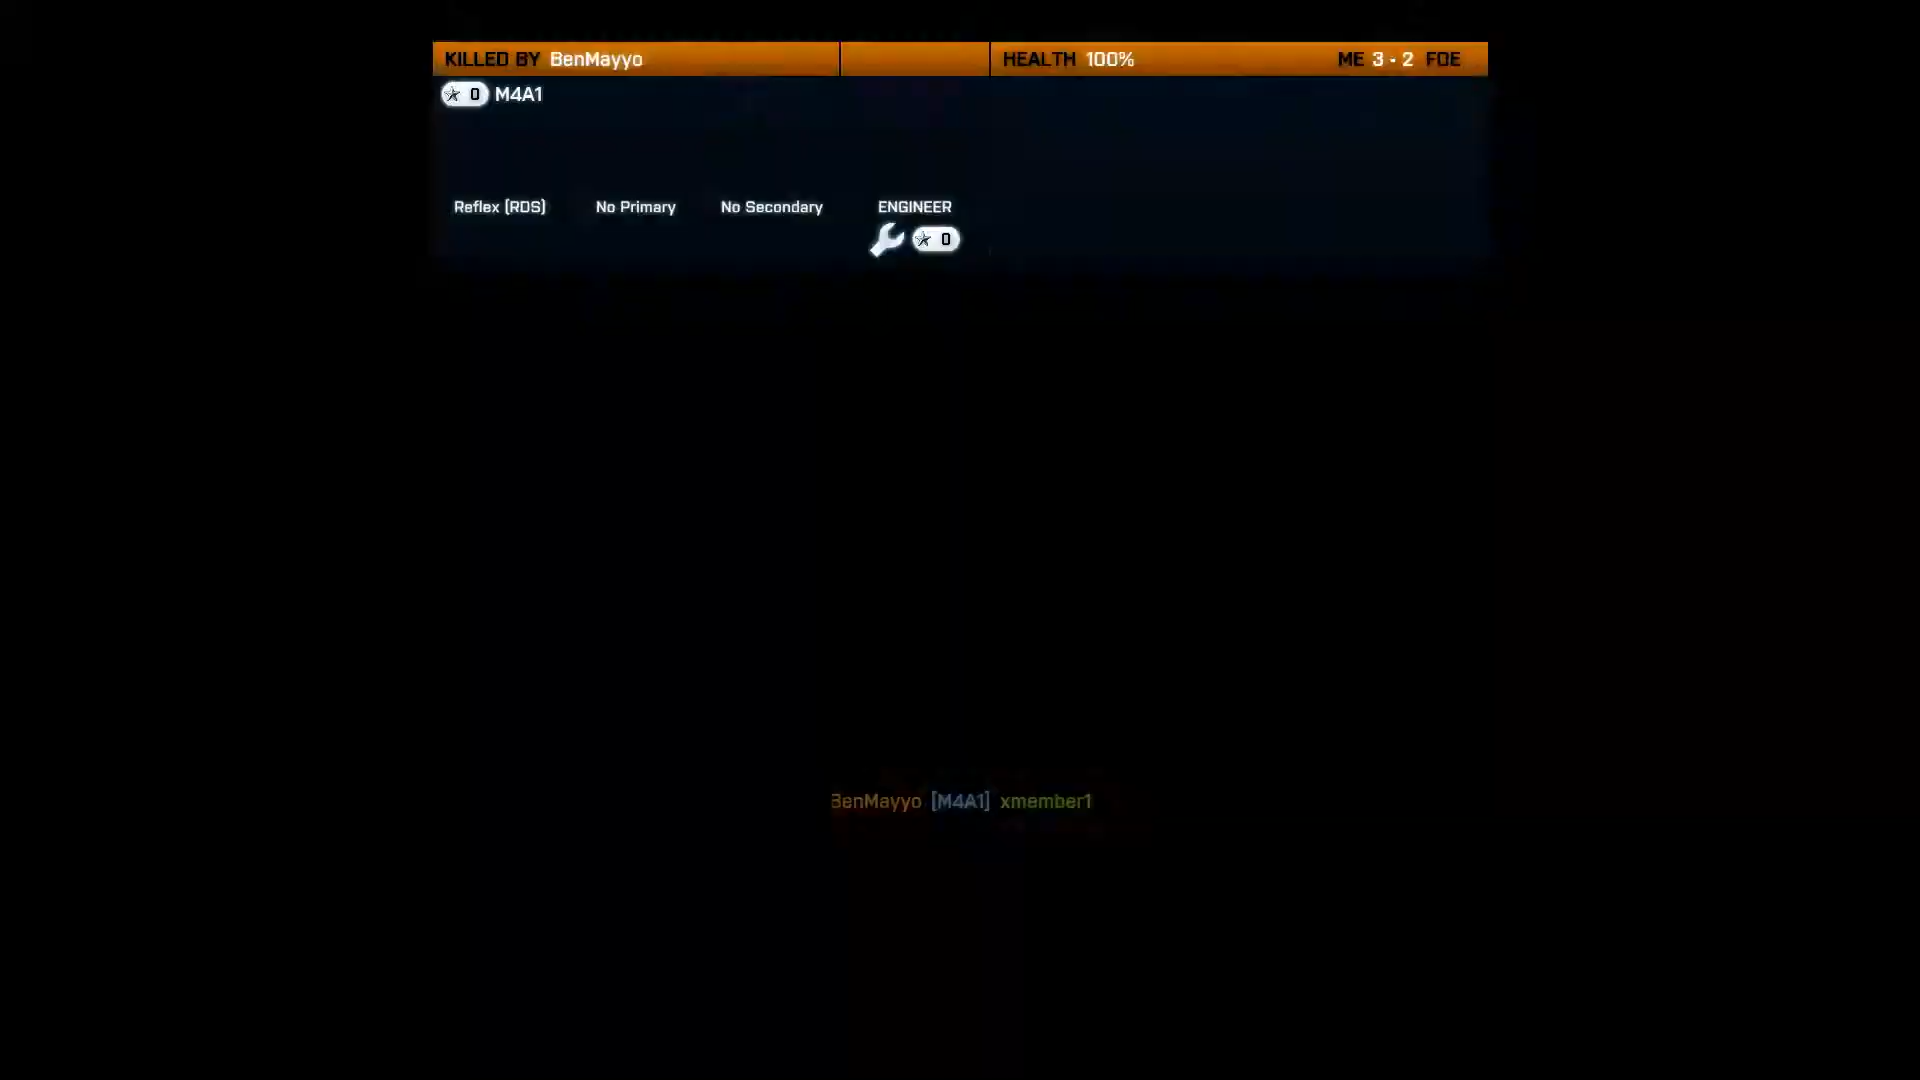 KILLED BY BenMayyo HEALTH 100% ME 3 - 2 FOE
0 M4A1
Reflex (RDS) No Primary No Secondary ENGINEER
0
BenMayyo [M4A1] xmember1